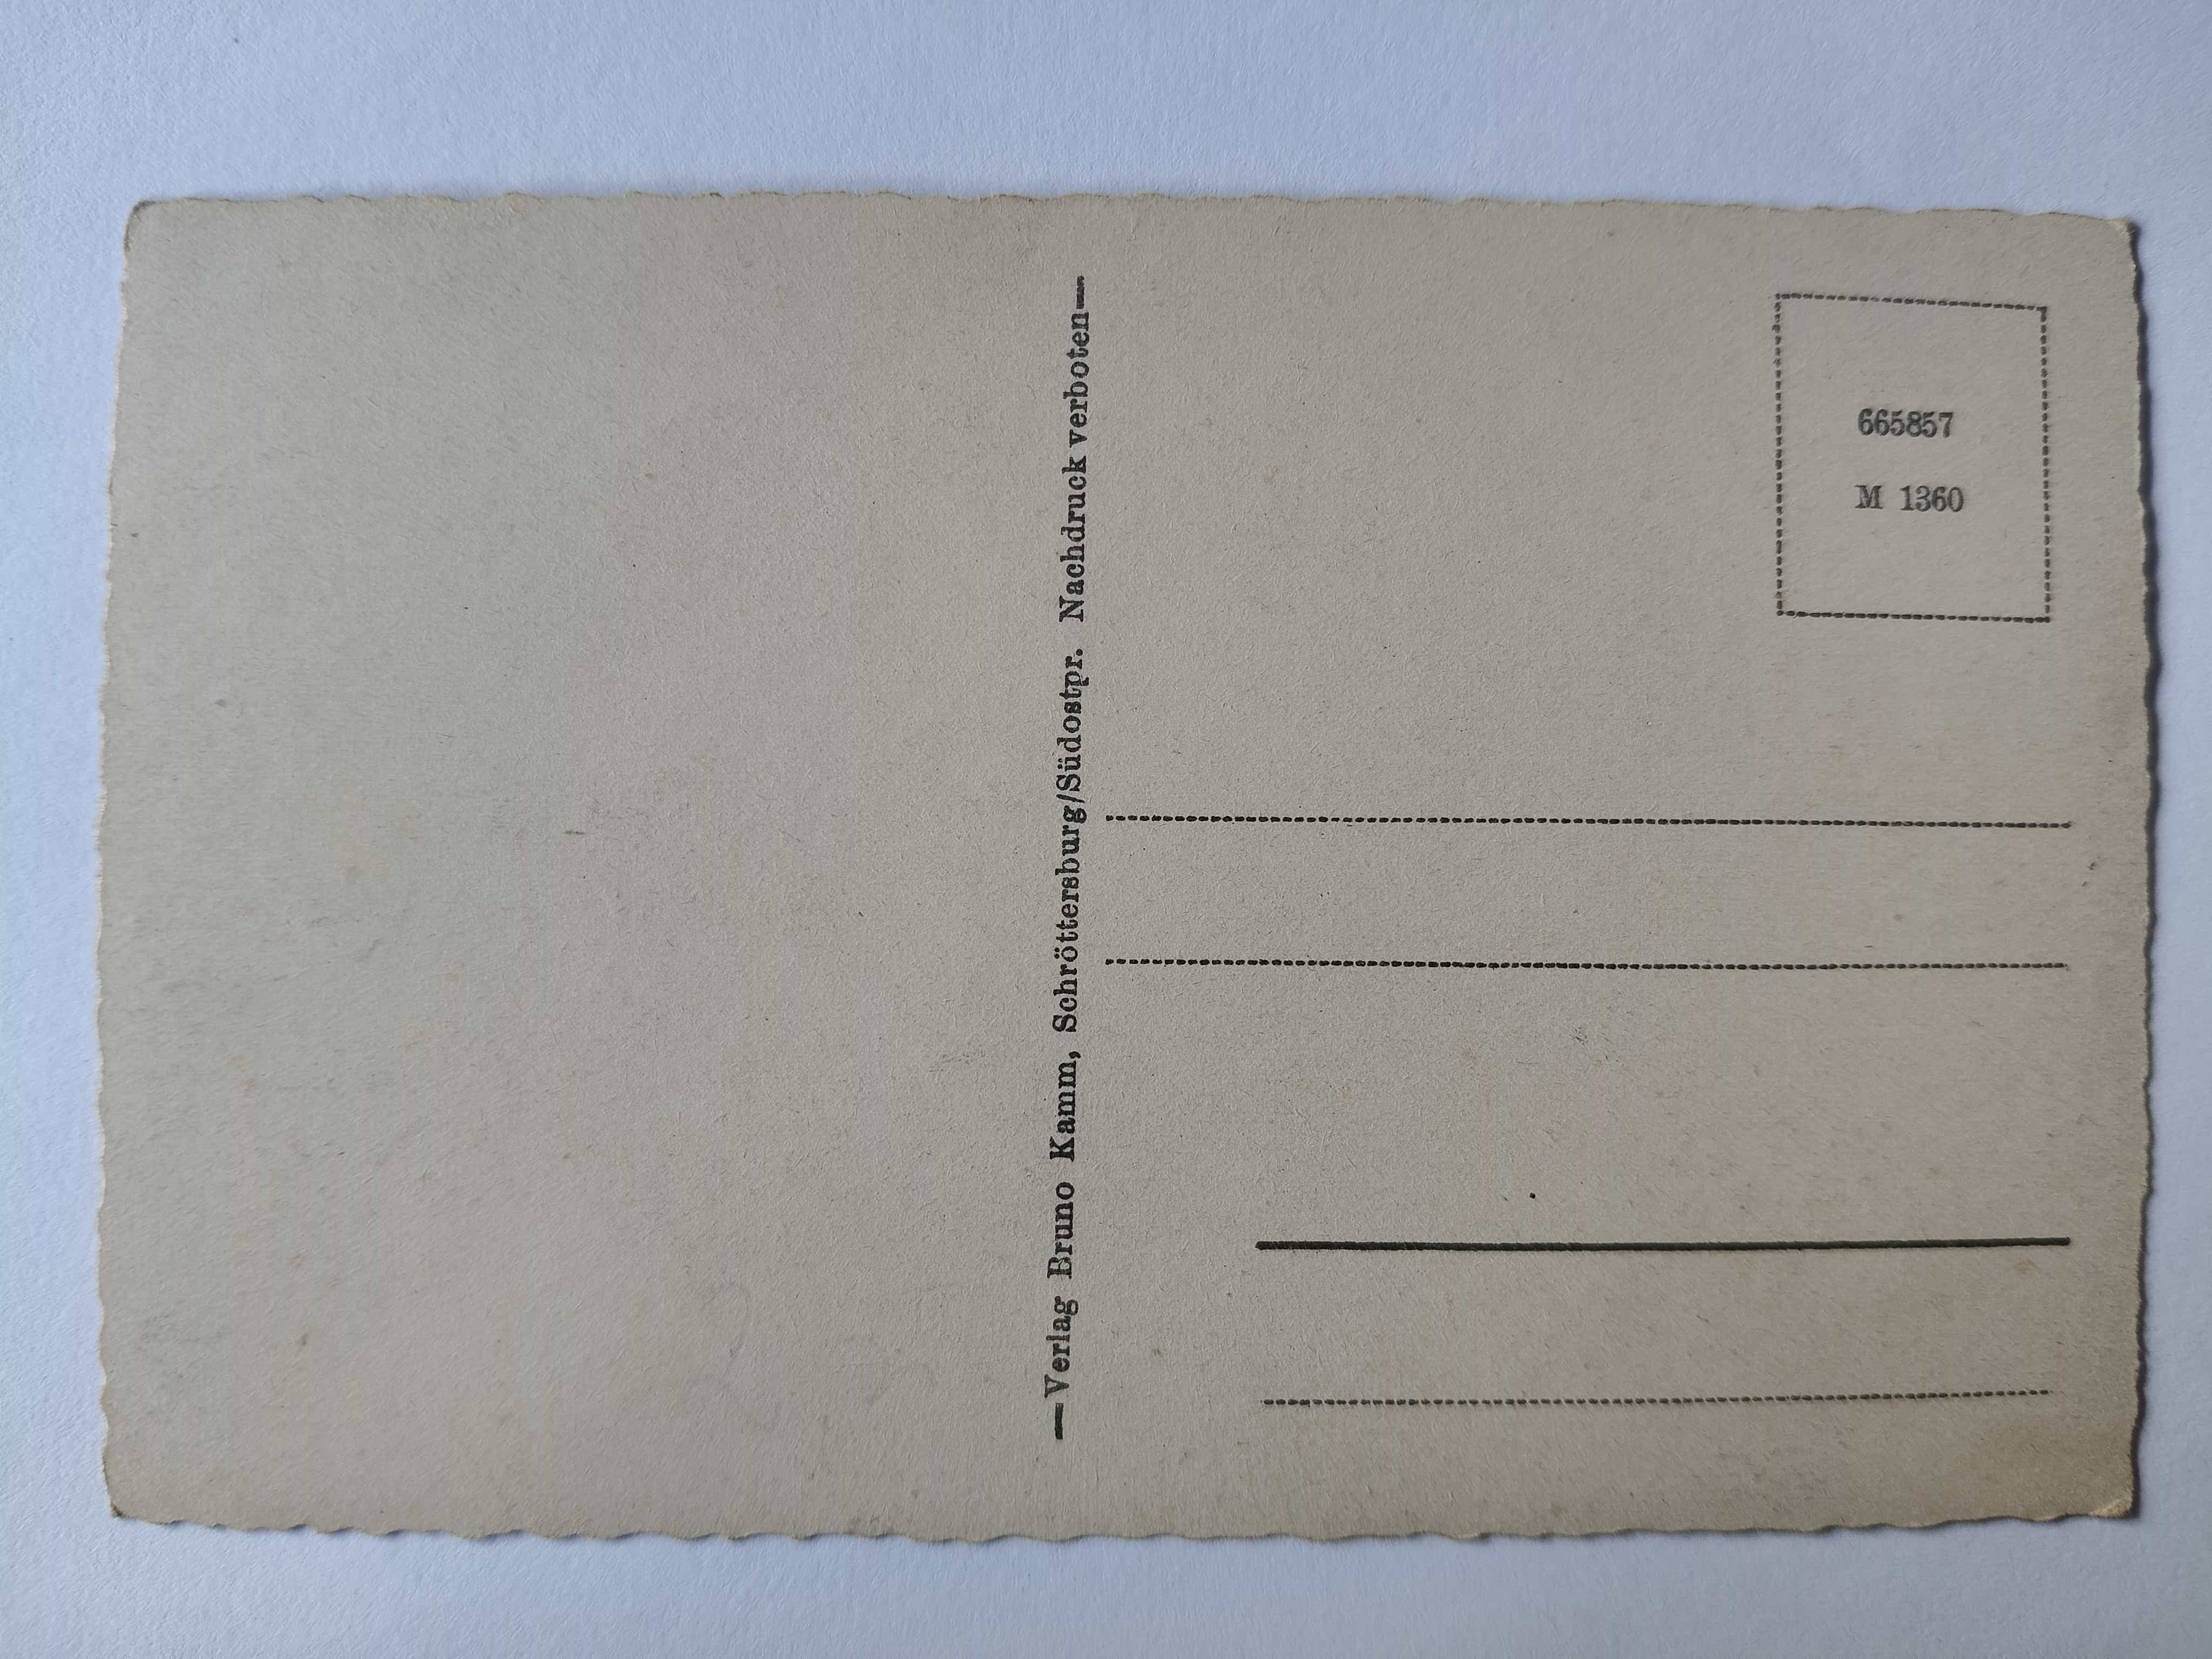 —Verlag Bruno Kamm, Schröttersburg/Südostpr. Nachdruck verboten—
665857
M 1360